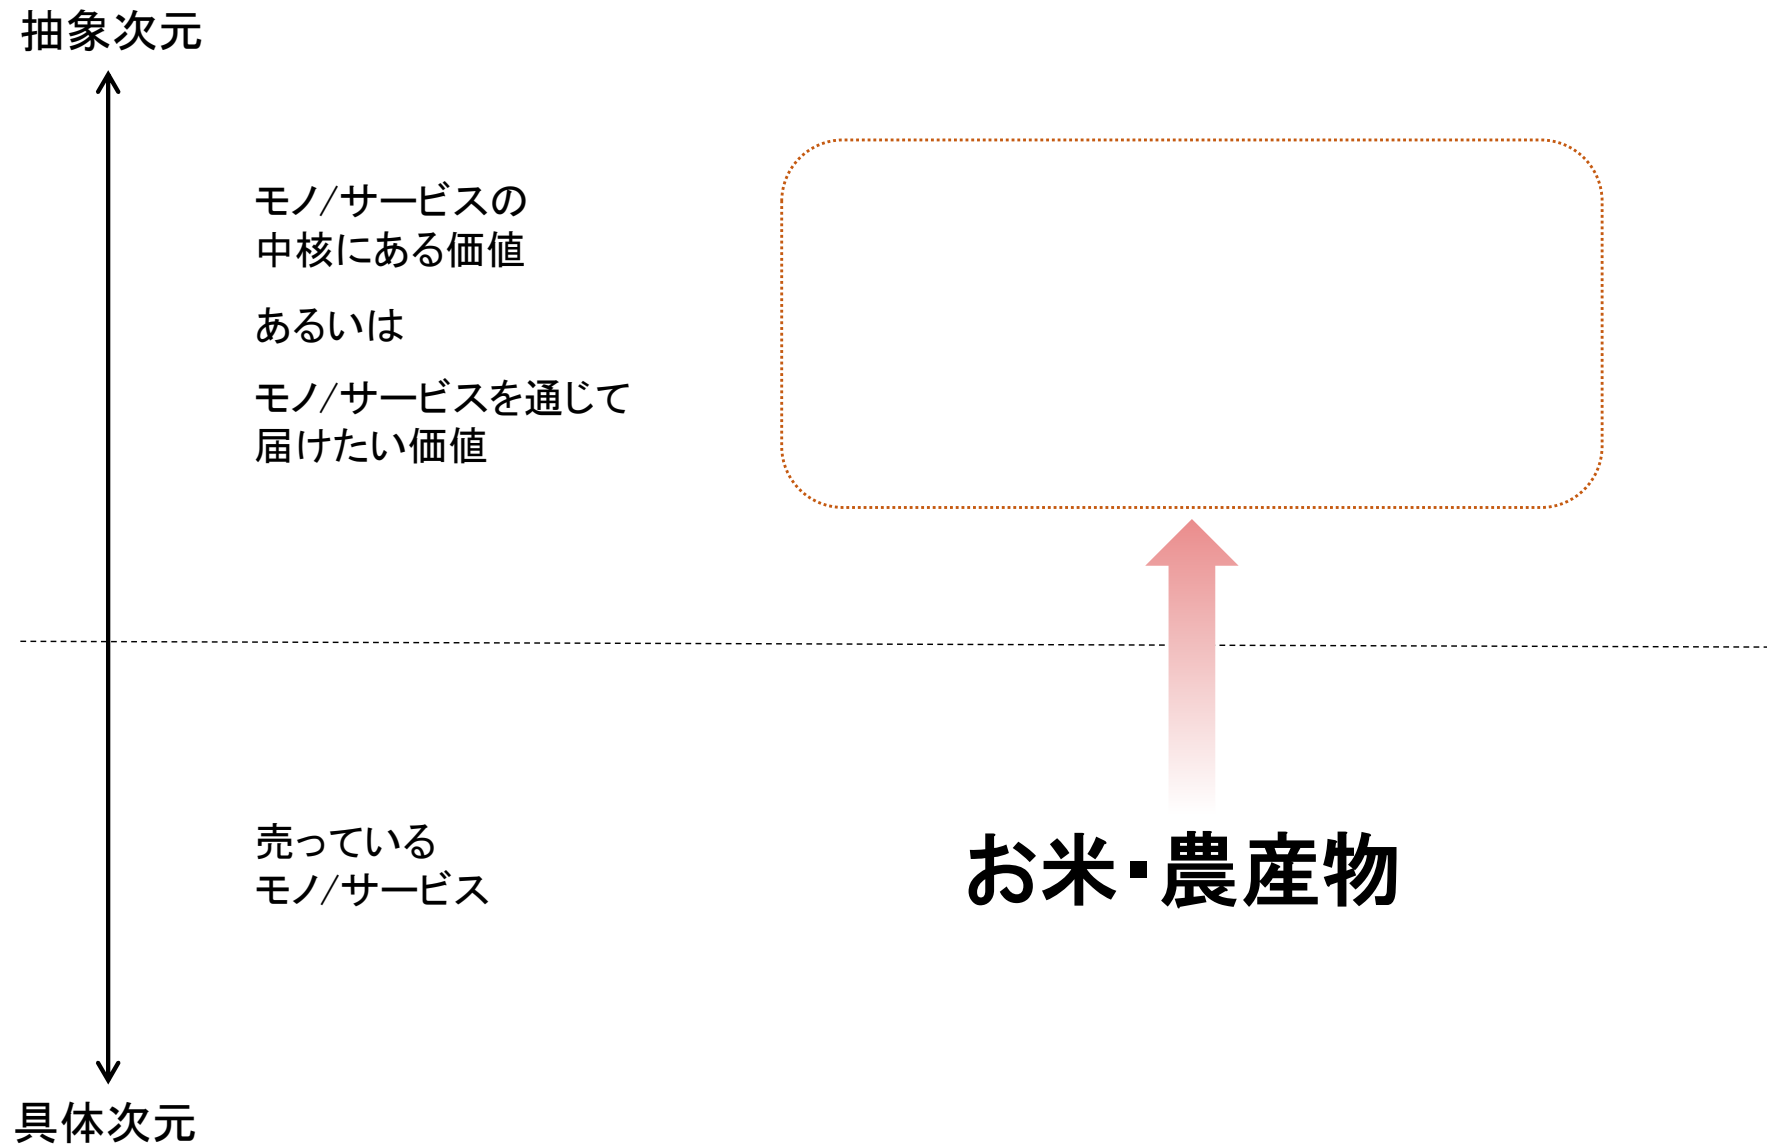 抽象次元
モノ/サービスの
中核にある価値
あるいは
モノ/サービスを通じて
届けたい価値
売っている
モノ/サービス
お米・農産物
具体次元